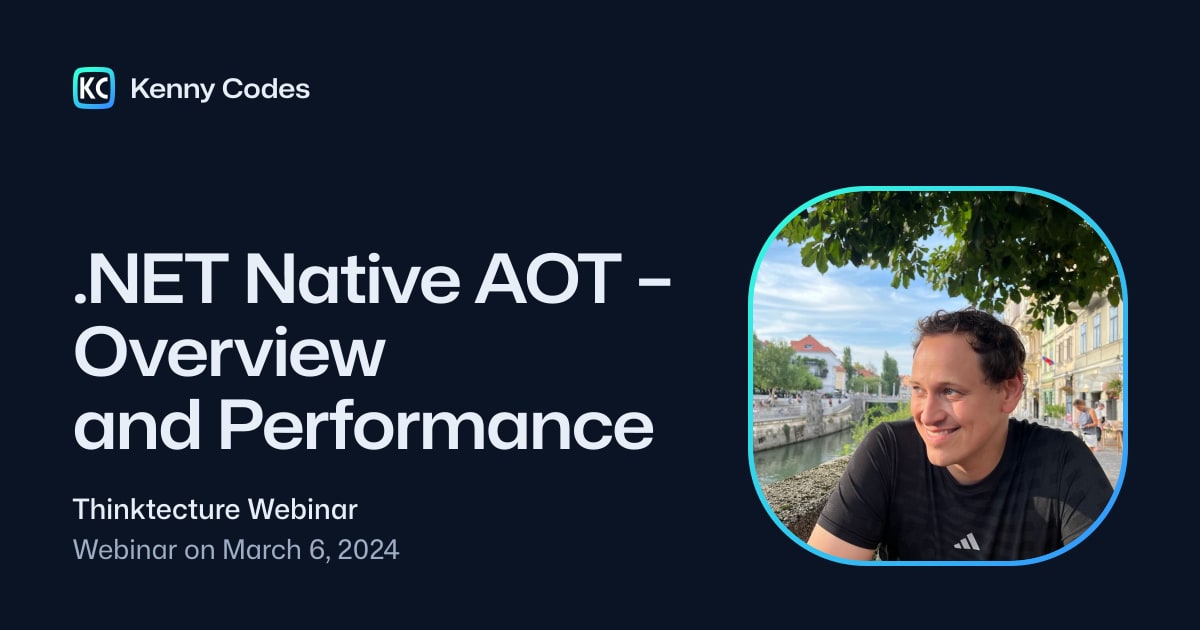 KC Kenny Codes
.NET Native AOT –
Overview
and Performance
Thinktecture Webinar
Webinar on March 6, 2024